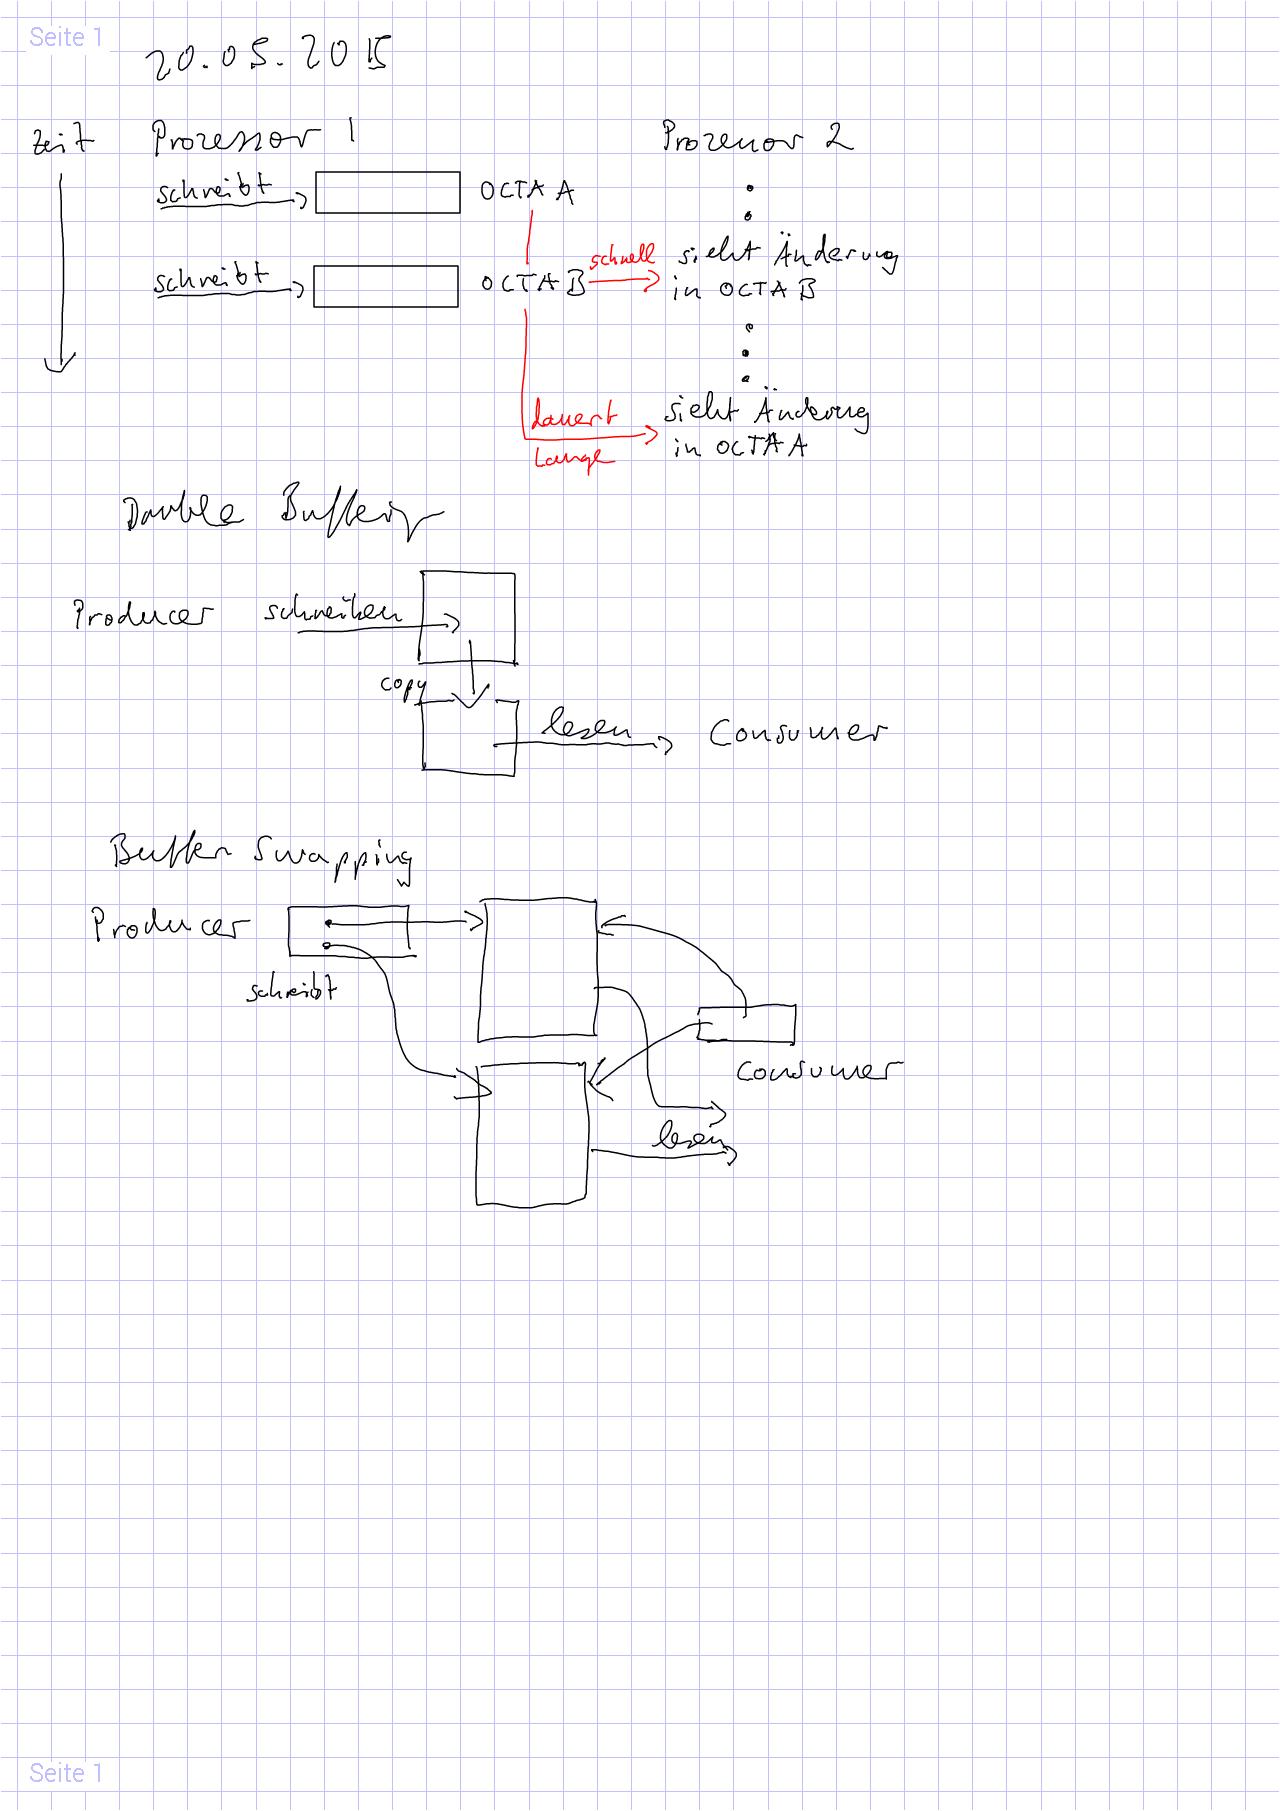 Seite 1
20.05.2015
Zeit Prozessor 1 Prozessor 2
schreibt OCTA A
schreibt OCTA B schnell sieht Änderung
in OCTA B
dauert
lange
sieht Änderung
in OCTA A
Double Buffering
Producer schreiben
copy
lesen Consumer
Buffer Swapping
Producer
schreibt
Consumer
lesen
Seite 1